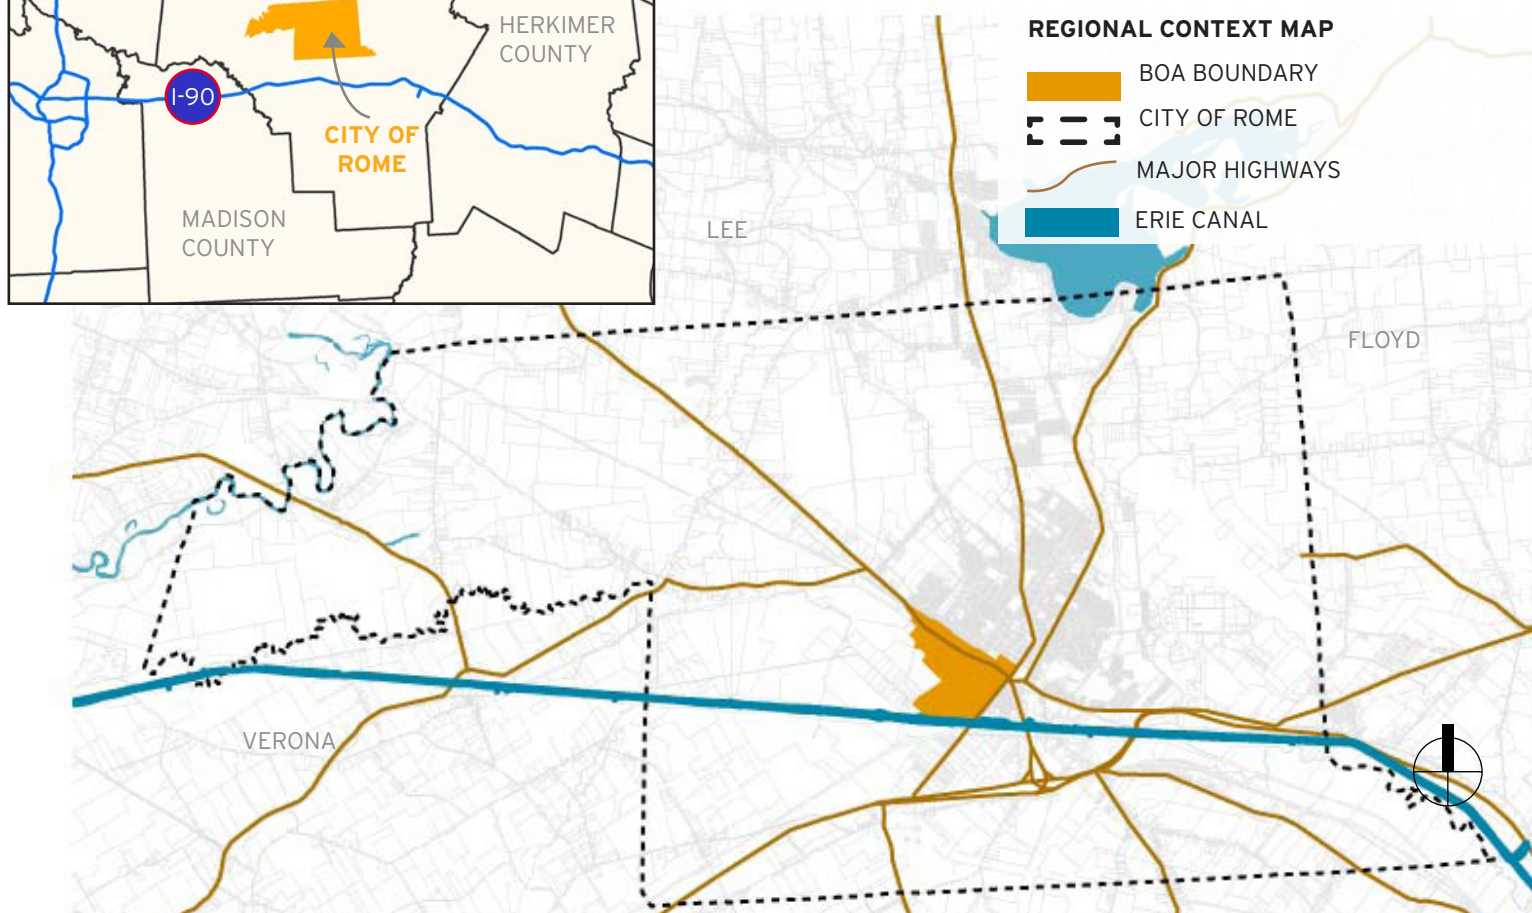 HERKIMER
COUNTY
I-90
CITY OF
ROME
MADISON
COUNTY
REGIONAL CONTEXT MAP
BOA BOUNDARY
CITY OF ROME
MAJOR HIGHWAYS
ERIE CANAL
LEE
FLOYD
VERONA